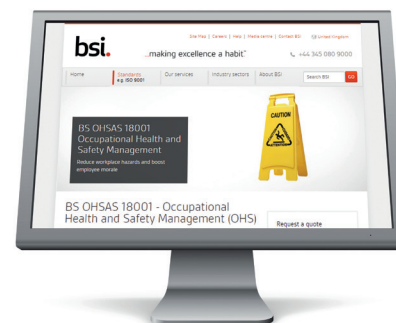 Site Map | Careers | Help | Media centre | Contact BSI United Kingdom
bsi.
...making excellence a habit.™
+44 345 080 9000
Home
Standards
e.g. ISO 9001
Our services
Industry sectors
About BSI
Search BSI
GO
BS OHSAS 18001
Occupational Health and
Safety Management
Reduce workplace hazards and boost
employee morale
CAUTION
BS OHSAS 18001 - Occupational
Health and Safety Management (OHS)
Request a quote